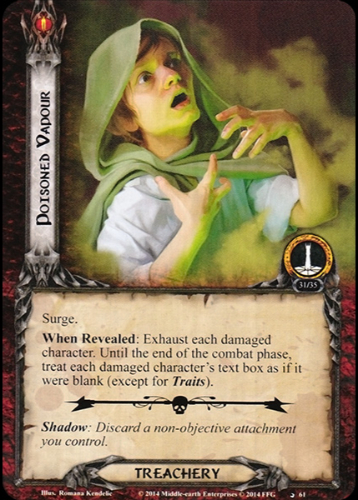 Poisoned Vapour
31/35
Surge.
When Revealed: Exhaust each damaged
character. Until the end of the combat phase,
treat each damaged character's text box as if it
were blank (except for Traits).
Shadow: Discard a non-objective attachment
you control.
TREACHERY
Illus. Romana Kendelic
© 2014 Middle-earth Enterprises © 2014 FFG
61